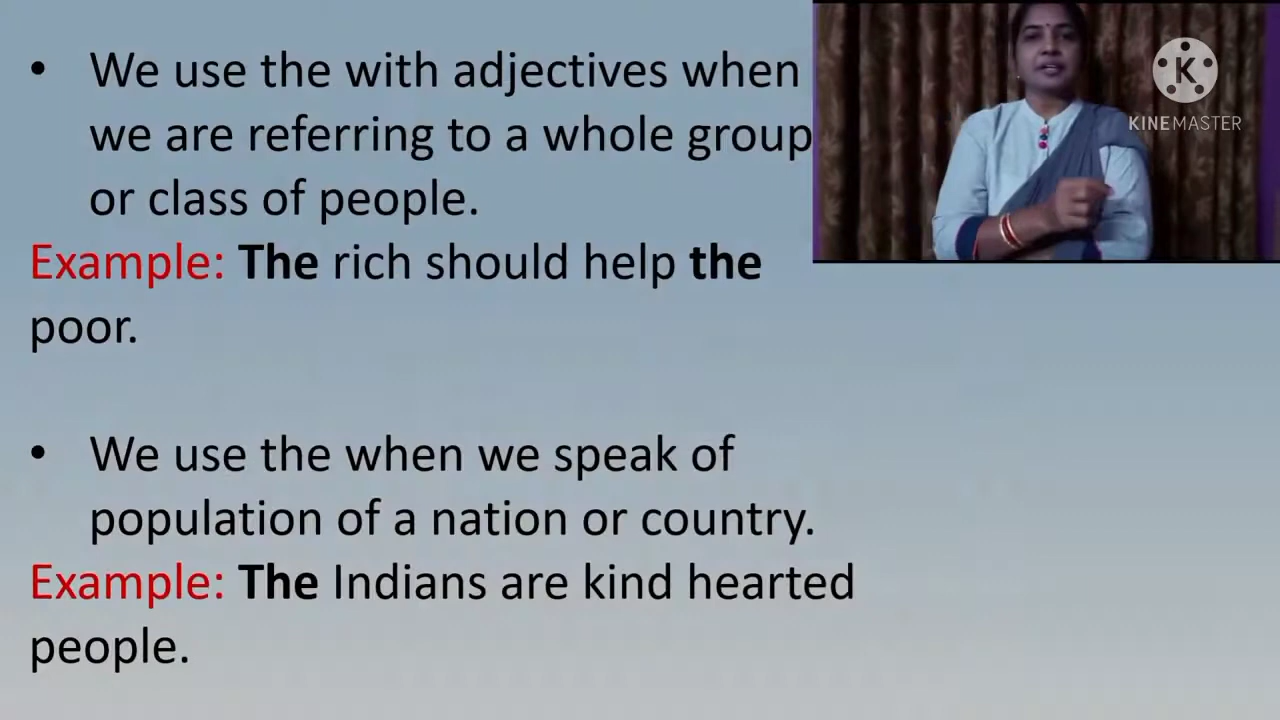 • We use the with adjectives when
we are referring to a whole group
or class of people.
Example: The rich should help the
poor.
• We use the when we speak of
population of a nation or country.
Example: The Indians are kind hearted
people.
K
KINEMASTER